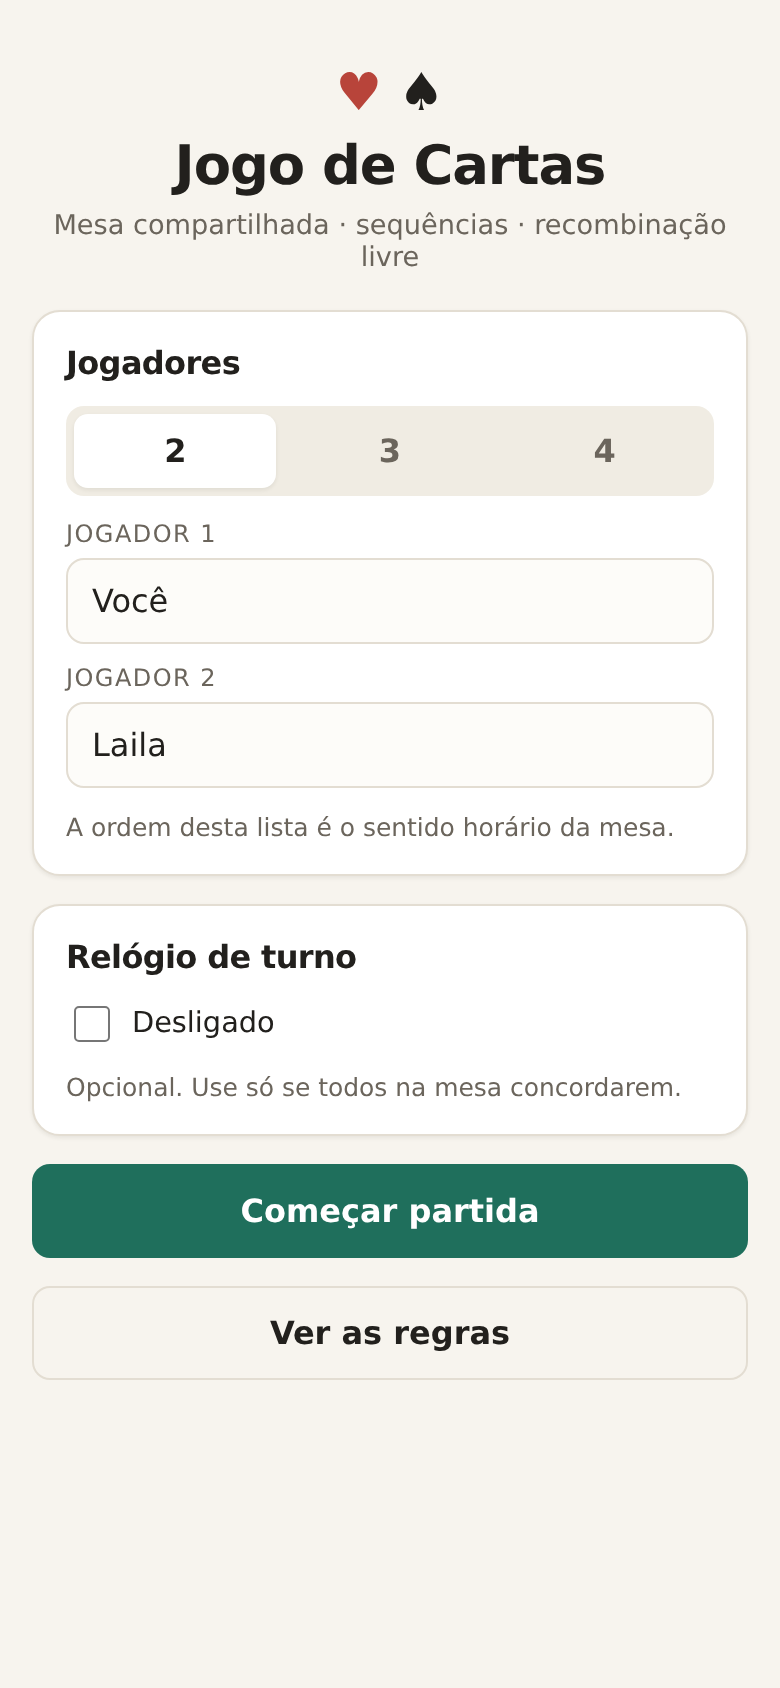 Jogo de Cartas
Mesa compartilhada · sequências · recombinação
livre
Jogadores
2 3 4
JOGADOR 1
Você
JOGADOR 2
Laila
A ordem desta lista é o sentido horário da mesa.
Relógio de turno
Desligado
Opcional. Use só se todos na mesa concordarem.
Começar partida
Ver as regras